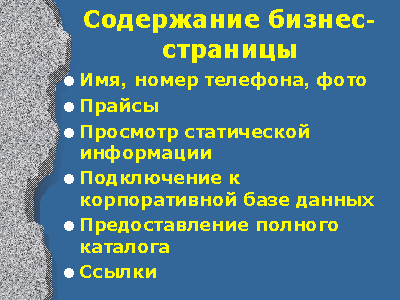 Содержание бизнес-
страницы
• Имя, номер телефона, фото
• Прайсы
• Просмотр статической
информации
• Подключение к
корпоративной базе данных
• Предоставление полного
каталога
• Ссылки